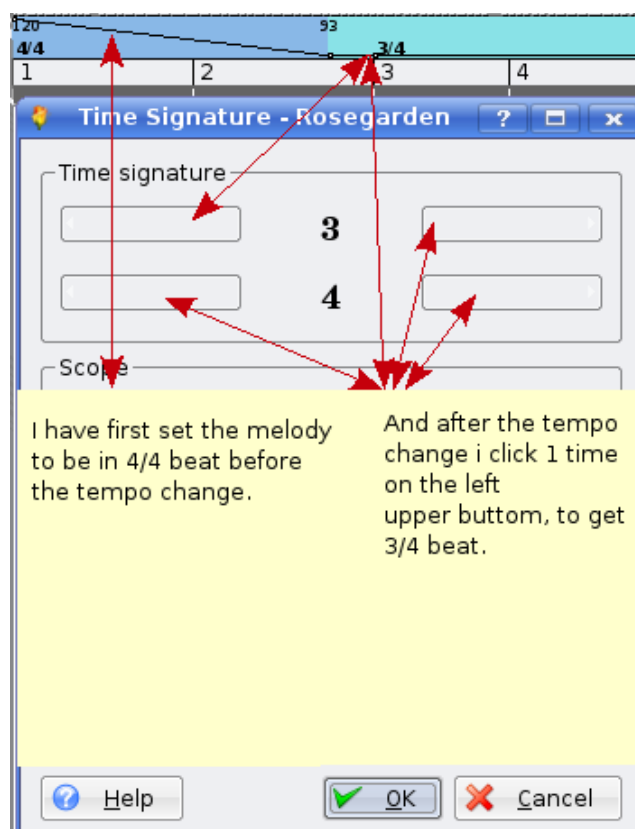 120 93
4/4 3/4
1 2 3 4
Time Signature - Rosegarden ?
Time signature
3
4
Scope
I have first set the melody
to be in 4/4 beat before
the tempo change.
And after the tempo
change i click 1 time
on the left
upper buttom, to get
3/4 beat.
Help OK Cancel